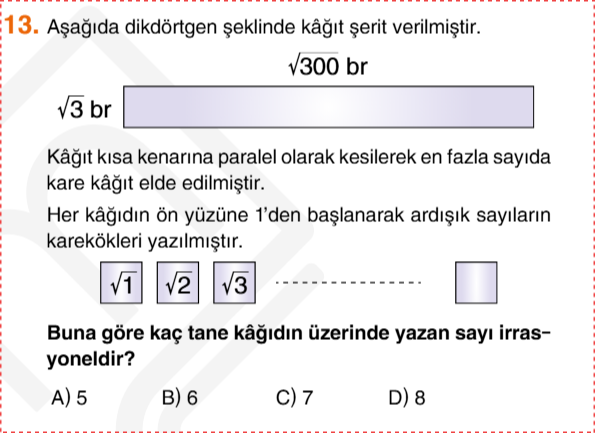 13. Aşağıda dikdörtgen şeklinde kâğıt şerit verilmiştir.
√300 br
√3 br
Kâğıt kısa kenarına paralel olarak kesilerek en fazla sayıda
kare kâğıt elde edilmiştir.
Her kâğıdın ön yüzüne 1’den başlanarak ardışık sayıların
karekökleri yazılmıştır.
√1 √2 √3
Buna göre kaç tane kâğıdın üzerinde yazan sayı irras-
yoneldir?
A) 5 B) 6 C) 7 D) 8